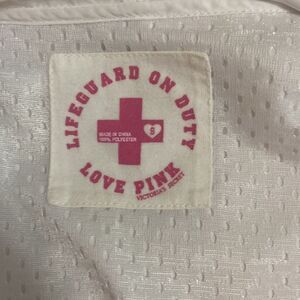 LIFEGUARD ON DUTY
MADE IN CHINA
100% POLYESTER
S
LOVE PINK
VICTORIA'S SECRET